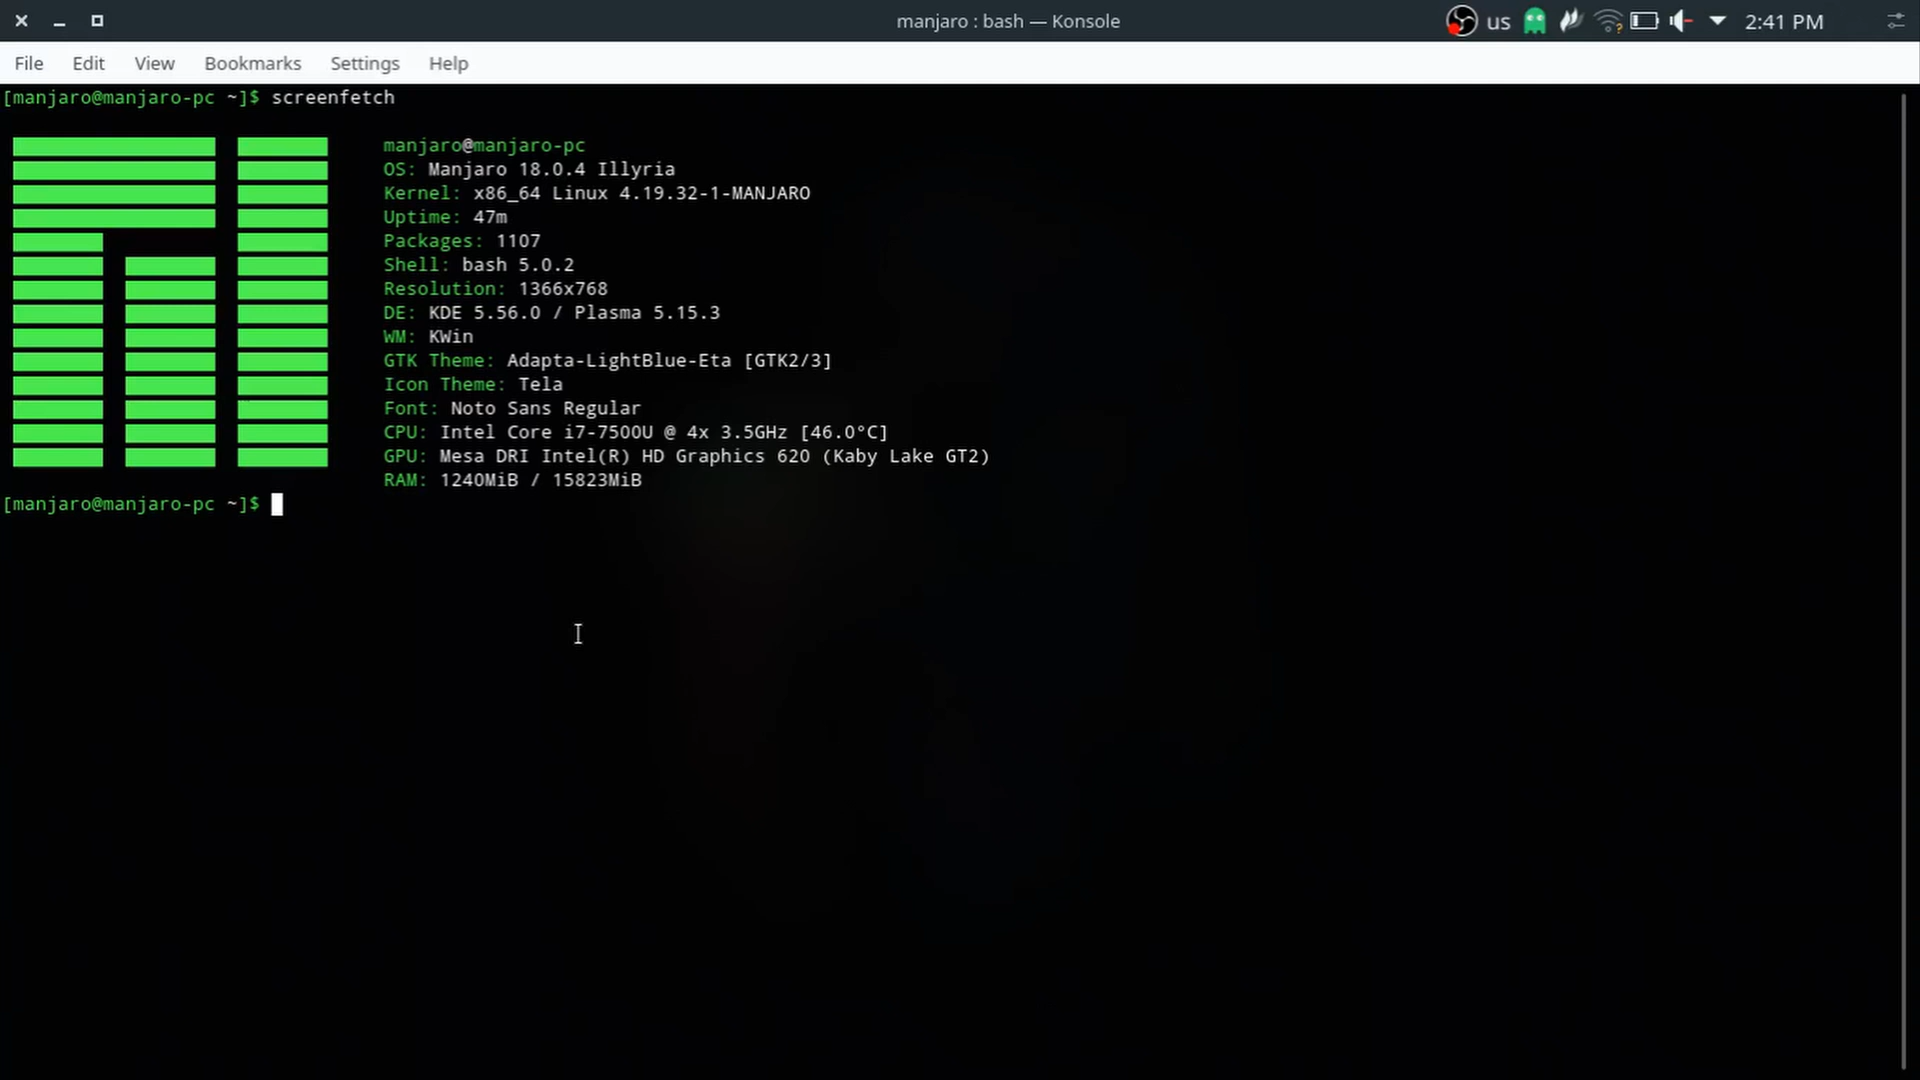 manjaro : bash — Konsole
us
2:41 PM
File Edit View Bookmarks Settings Help
[manjaro@manjaro-pc ~]$ screenfetch
manjaro@manjaro-pc
OS: Manjaro 18.0.4 Illyria
Kernel: x86_64 Linux 4.19.32-1-MANJARO
Uptime: 47m
Packages: 1107
Shell: bash 5.0.2
Resolution: 1366x768
DE: KDE 5.56.0 / Plasma 5.15.3
WM: KWin
GTK Theme: Adapta-LightBlue-Eta [GTK2/3]
Icon Theme: Tela
Font: Noto Sans Regular
CPU: Intel Core i7-7500U @ 4x 3.5GHz [46.0°C]
GPU: Mesa DRI Intel(R) HD Graphics 620 (Kaby Lake GT2)
RAM: 1240MiB / 15823MiB
[manjaro@manjaro-pc ~]$